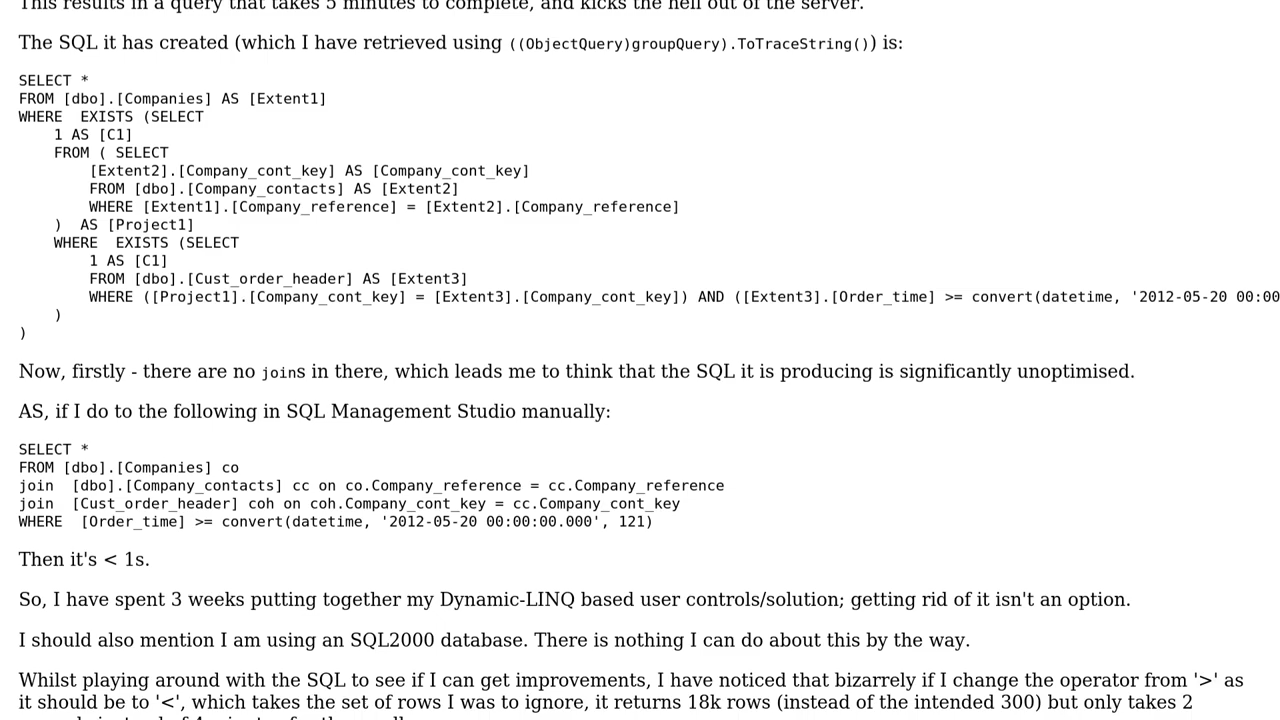 This results in a query that takes 5 minutes to complete, and kicks the hell out of the server.
The SQL it has created (which I have retrieved using ((ObjectQuery)groupQuery).ToTraceString()) is:
SELECT *
FROM [dbo].[Companies] AS [Extent1]
WHERE  EXISTS (SELECT
    1 AS [C1]
    FROM ( SELECT
        [Extent2].[Company_cont_key] AS [Company_cont_key]
        FROM [dbo].[Company_contacts] AS [Extent2]
        WHERE [Extent1].[Company_reference] = [Extent2].[Company_reference]
    )  AS [Project1]
    WHERE  EXISTS (SELECT
        1 AS [C1]
        FROM [dbo].[Cust_order_header] AS [Extent3]
        WHERE ([Project1].[Company_cont_key] = [Extent3].[Company_cont_key]) AND ([Extent3].[Order_time] >= convert(datetime, '2012-05-20 00:00
    )
)
Now, firstly - there are no joins in there, which leads me to think that the SQL it is producing is significantly unoptimised.
AS, if I do to the following in SQL Management Studio manually:
SELECT *
FROM [dbo].[Companies] co
join  [dbo].[Company_contacts] cc on co.Company_reference = cc.Company_reference
join  [Cust_order_header] coh on coh.Company_cont_key = cc.Company_cont_key
WHERE  [Order_time] >= convert(datetime, '2012-05-20 00:00:00.000', 121)
Then it's < 1s.
So, I have spent 3 weeks putting together my Dynamic-LINQ based user controls/solution; getting rid of it isn't an option.
I should also mention I am using an SQL2000 database. There is nothing I can do about this by the way.
Whilst playing around with the SQL to see if I can get improvements, I have noticed that bizarrely if I change the operator from '>' as
it should be to '<', which takes the set of rows I was to ignore, it returns 18k rows (instead of the intended 300) but only takes 2